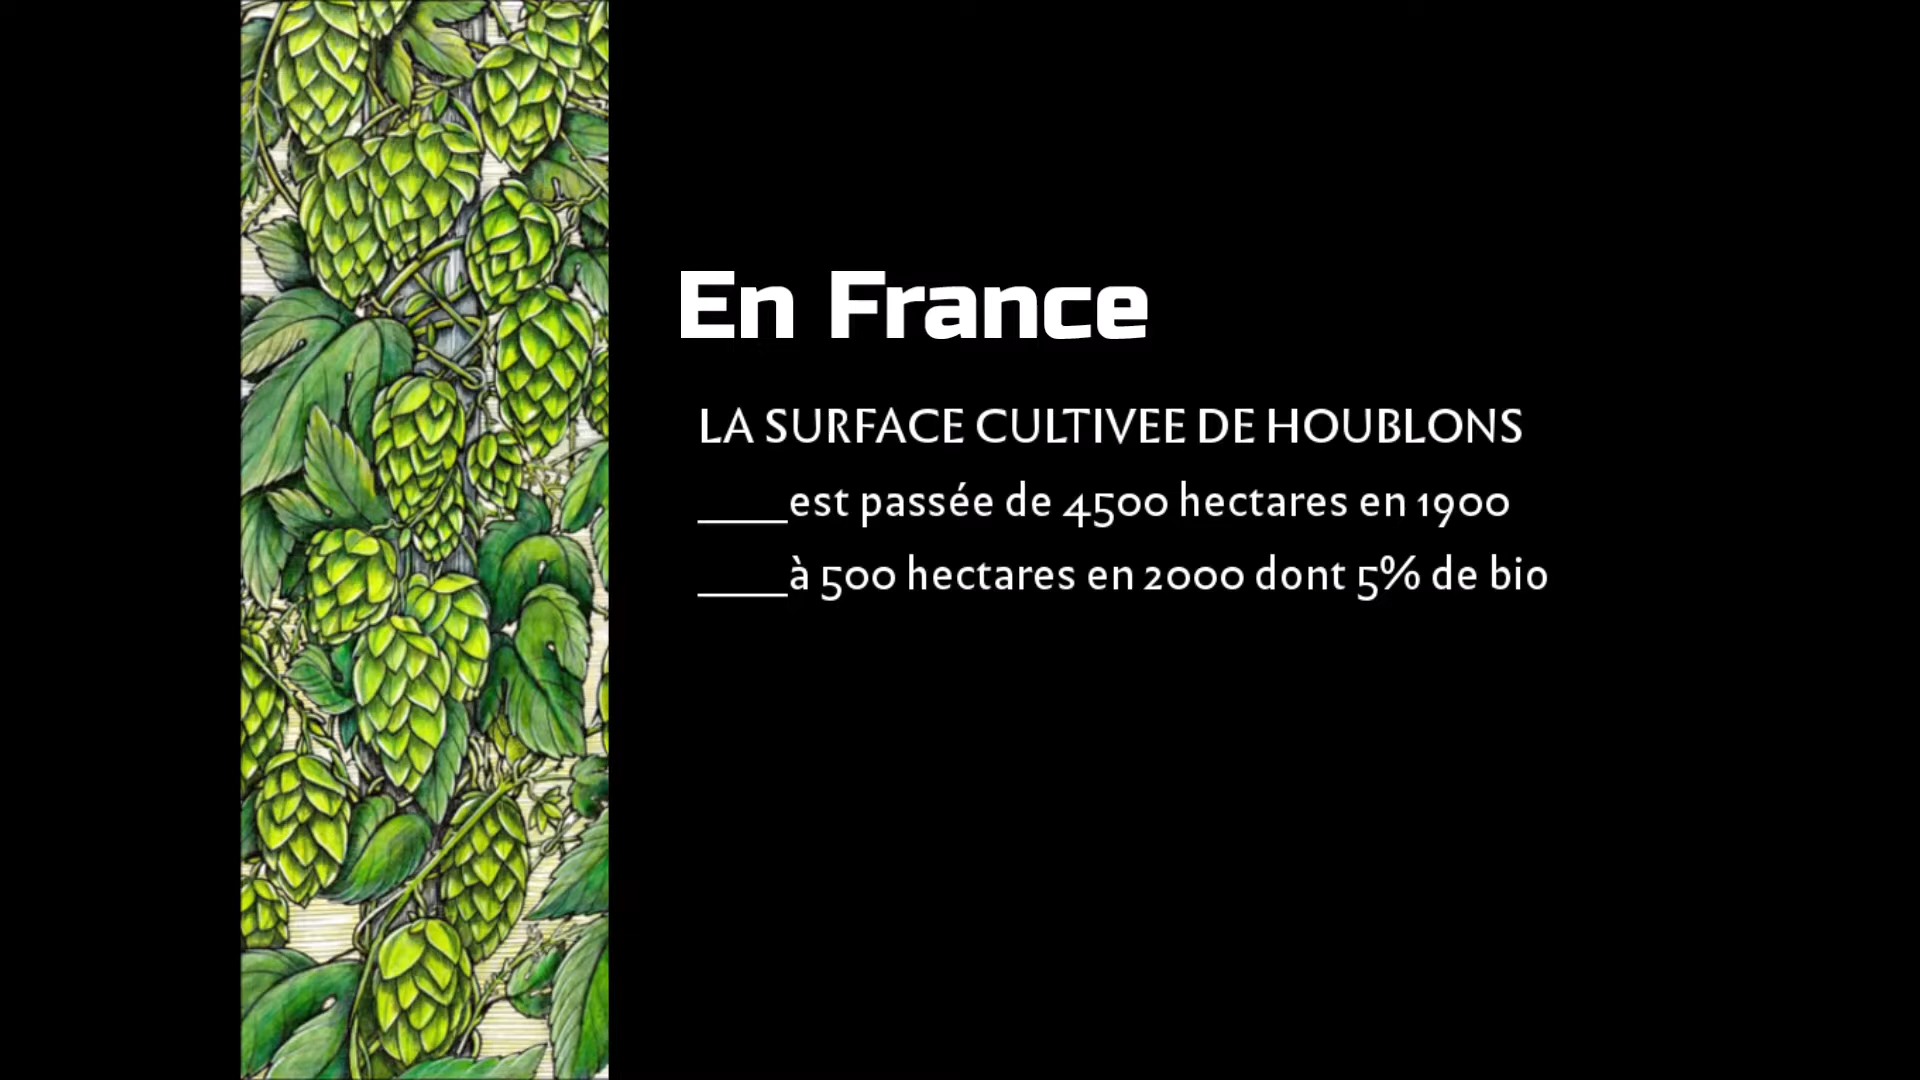 En France
LA SURFACE CULTIVEE DE HOUBLONS
____est passée de 4500 hectares en 1900
____à 500 hectares en 2000 dont 5% de bio